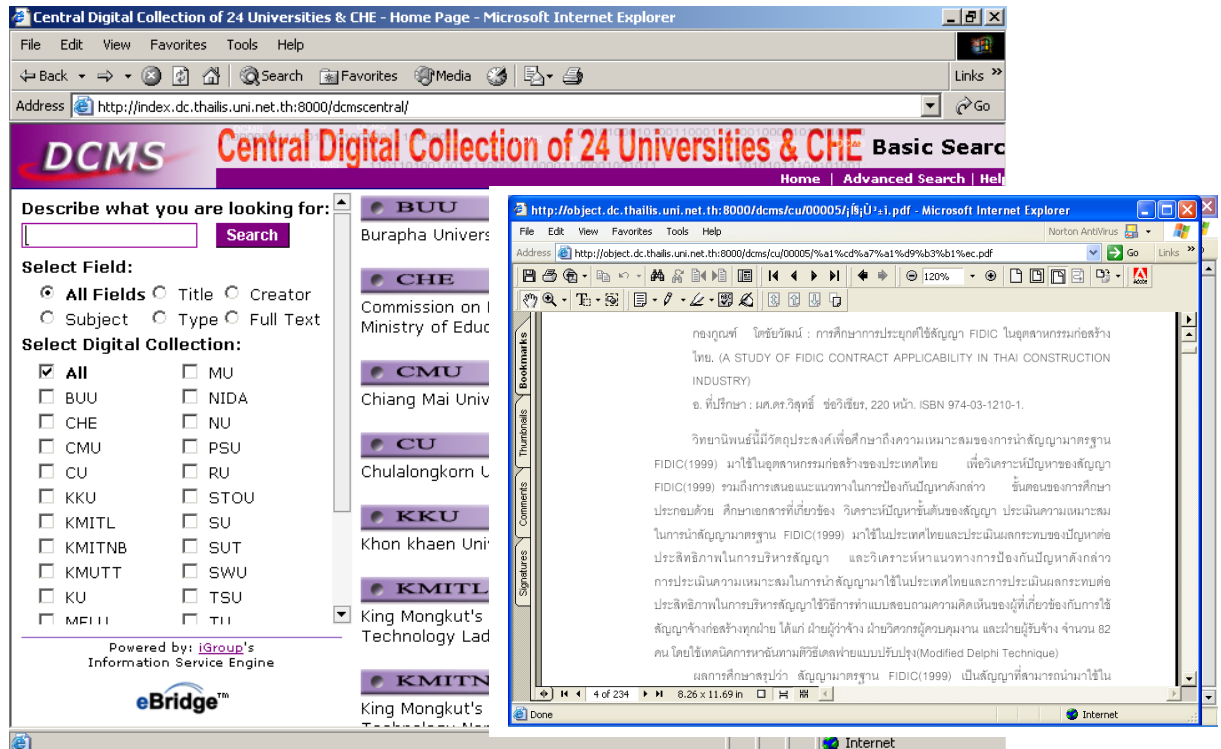 Central Digital Collection of 24 Universities & CHE - Home Page - Microsoft Internet Explorer
File Edit View Favorites Tools Help
Back Search Favorites Media Links »
Address http://index.dc.thailis.uni.net.th:8000/dcmscentral/ Go
DCMS Central Digital Collection of 24 Universities & CHE Basic Searc
Home | Advanced Search | Help
Describe what you are looking for:
Search
Select Field:
All Fields Title Creator
Subject Type Full Text
Select Digital Collection:
All MU
BUU NIDA
CHE NU
CMU PSU
CU RU
KKU STOU
KMITL SU
KMITNB SUT
KMUTT SWU
KU TSU
MFLU TU
Powered by: iGroup's
Information Service Engine
eBridge™
BUU
Burapha Univers
CHE
Commission on
Ministry of Educ
CMU
Chiang Mai Univ
CU
Chulalongkorn U
KKU
Khon khaen Uni
KMITL
King Mongkut's
Technology Lad
KMITN
King Mongkut's
Technology Nor
Internet
http://object.dc.thailis.uni.net.th:8000/dcms/cu/00005/¡Í§¡Ù³±ì.pdf - Microsoft Internet Explorer
File Edit View Favorites Tools Help Norton AntiVirus
Address http://object.dc.thailis.uni.net.th:8000/dcms/cu/00005/%a1%cd%a7%a1%d9%b3%b1%ec.pdf Go Links »
120%
Adobe
Bookmarks
Thumbnails
Comments
Signatures
กองกูณฑ์ โตชัยวัฒน์ : การศึกษาการประยุกต์ใช้สัญญา FIDIC ในอุตสาหกรรมก่อสร้าง
ไทย. (A STUDY OF FIDIC CONTRACT APPLICABILITY IN THAI CONSTRUCTION
INDUSTRY)
อ. ที่ปรึกษา : ผศ.ดร.วิสุทธิ์ ช่อวิเชียร, 220 หน้า. ISBN 974-03-1210-1.
วิทยานิพนธ์นี้มีวัตถุประสงค์เพื่อศึกษาถึงความเหมาะสมของการนำสัญญามาตรฐาน
FIDIC(1999) มาใช้ในอุตสาหกรรมก่อสร้างของประเทศไทย เพื่อวิเคราะห์ปัญหาของสัญญา
FIDIC(1999) รวมถึงการเสนอแนะแนวทางในการป้องกันปัญหาดังกล่าว ขั้นตอนของการศึกษา
ประกอบด้วย ศึกษาเอกสารที่เกี่ยวข้อง วิเคราะห์ปัญหาขั้นต้นของสัญญา ประเมินความเหมาะสม
ในการนำสัญญามาตรฐาน FIDIC(1999) มาใช้ในประเทศไทยและประเมินผลกระทบของปัญหาต่อ
ประสิทธิภาพในการบริหารสัญญา และวิเคราะห์หาแนวทางการป้องกันปัญหาดังกล่าว
การประเมินความเหมาะสมในการนำสัญญามาใช้ในประเทศไทยและการประเมินผลกระทบต่อ
ประสิทธิภาพในการบริหารสัญญาใช้วิธีการทำแบบสอบถามความคิดเห็นของผู้ที่เกี่ยวข้องกับการใช้
สัญญาจ้างก่อสร้างทุกฝ่าย ได้แก่ ฝ่ายผู้ว่าจ้าง ฝ่ายวิศวกรผู้ควบคุมงาน และฝ่ายผู้รับจ้าง จำนวน 82
คน โดยใช้เทคนิคการหาฉันทามติวิธีเดลฟายแบบปรับปรุง(Modified Delphi Technique)
ผลการศึกษาสรุปว่า สัญญามาตรฐาน FIDIC(1999) เป็นสัญญาที่สามารถนำมาใช้ใน
4 of 234 8.26 x 11.69 in
Done Internet